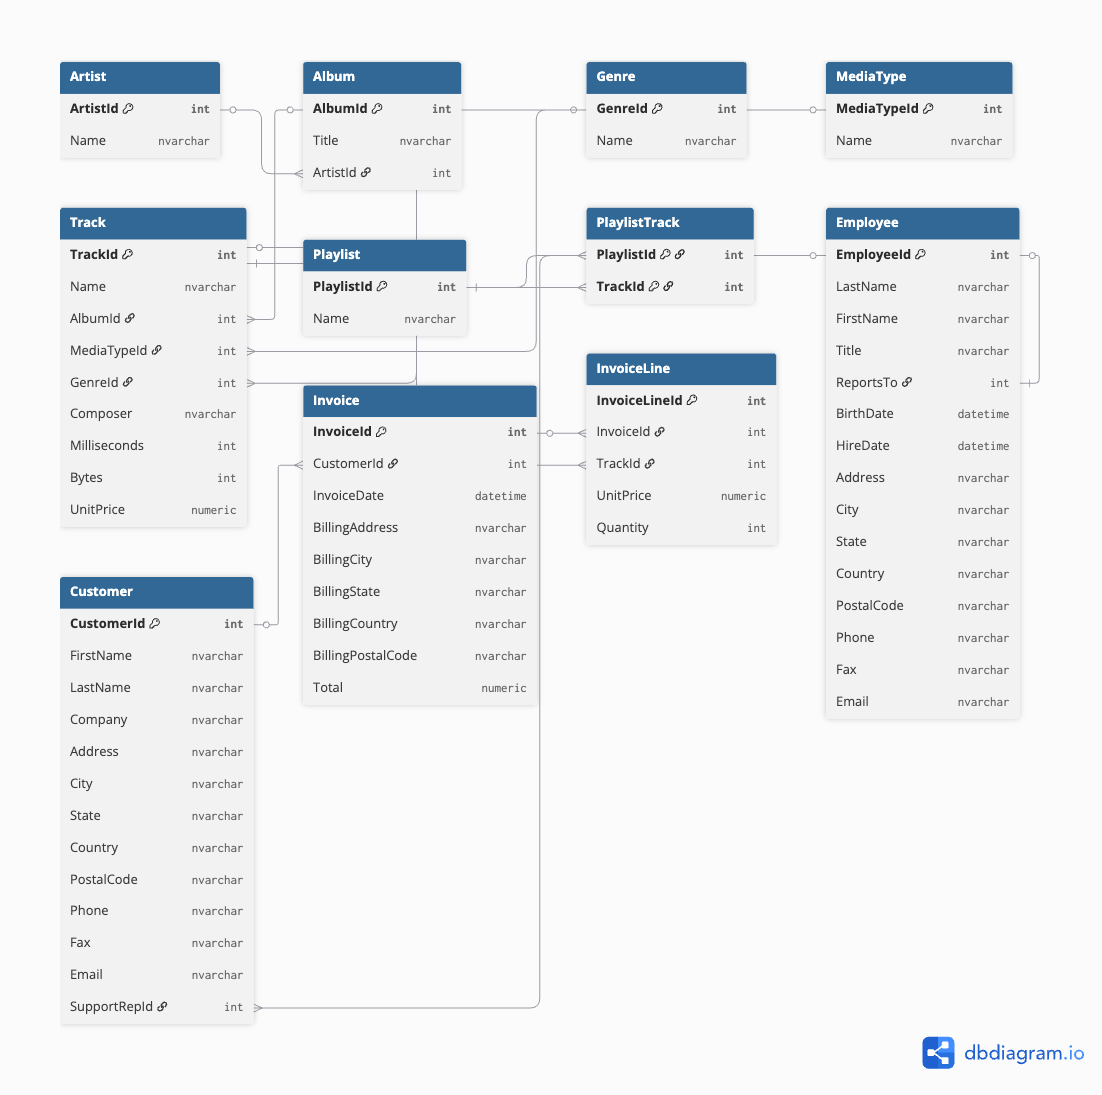 Artist
ArtistId int
Name nvarchar
Album
AlbumId int
Title nvarchar
ArtistId int
Genre
GenreId int
Name nvarchar
MediaType
MediaTypeId int
Name nvarchar
Track
TrackId int
Name nvarchar
AlbumId int
MediaTypeId int
GenreId int
Composer nvarchar
Milliseconds int
Bytes int
UnitPrice numeric
Playlist
PlaylistId int
Name nvarchar
PlaylistTrack
PlaylistId int
TrackId int
Employee
EmployeeId int
LastName nvarchar
FirstName nvarchar
Title nvarchar
ReportsTo int
BirthDate datetime
HireDate datetime
Address nvarchar
City nvarchar
State nvarchar
Country nvarchar
PostalCode nvarchar
Phone nvarchar
Fax nvarchar
Email nvarchar
Invoice
InvoiceId int
CustomerId int
InvoiceDate datetime
BillingAddress nvarchar
BillingCity nvarchar
BillingState nvarchar
BillingCountry nvarchar
BillingPostalCode nvarchar
Total numeric
InvoiceLine
InvoiceLineId int
InvoiceId int
TrackId int
UnitPrice numeric
Quantity int
Customer
CustomerId int
FirstName nvarchar
LastName nvarchar
Company nvarchar
Address nvarchar
City nvarchar
State nvarchar
Country nvarchar
PostalCode nvarchar
Phone nvarchar
Fax nvarchar
Email nvarchar
SupportRepId int
dbdiagram.io